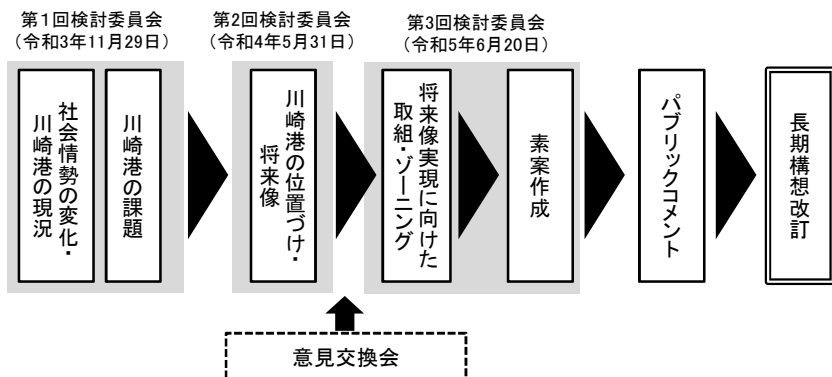 第1回検討委員会
（令和3年11月29日）
第2回検討委員会
（令和4年5月31日）
第3回検討委員会
（令和5年6月20日）
社会情勢の変化・
川崎港の現況
川崎港の課題
川崎港の位置づけ・
将来像
将来像実現に向けた
取組・ゾーニング
素案作成
パブリックコメント
長期構想改訂
意見交換会